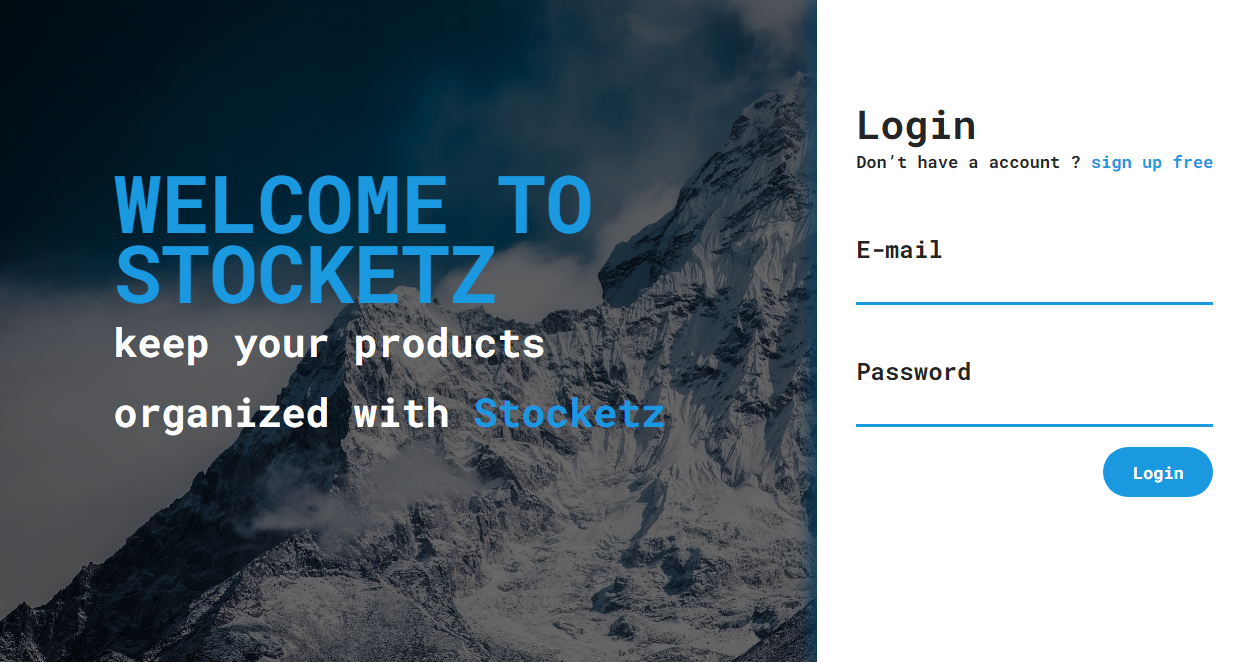 WELCOME TO
STOCKETZ
keep your products
organized with Stocketz
Login
Don't have a account ? sign up free
E-mail
Password
Login